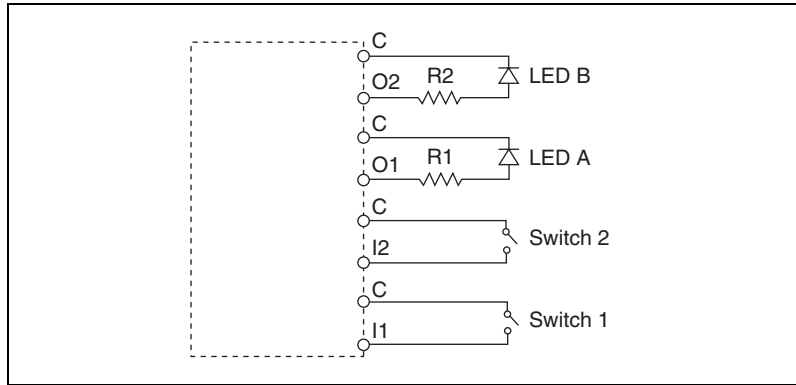 C
O2 R2 LED B
C
O1 R1 LED A
C
I2 Switch 2
C
I1 Switch 1